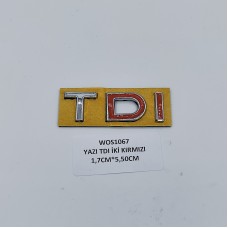 TDI
WOS1067
YAZI TDI İKİ KIRMIZI
1,7CM*5,50CM